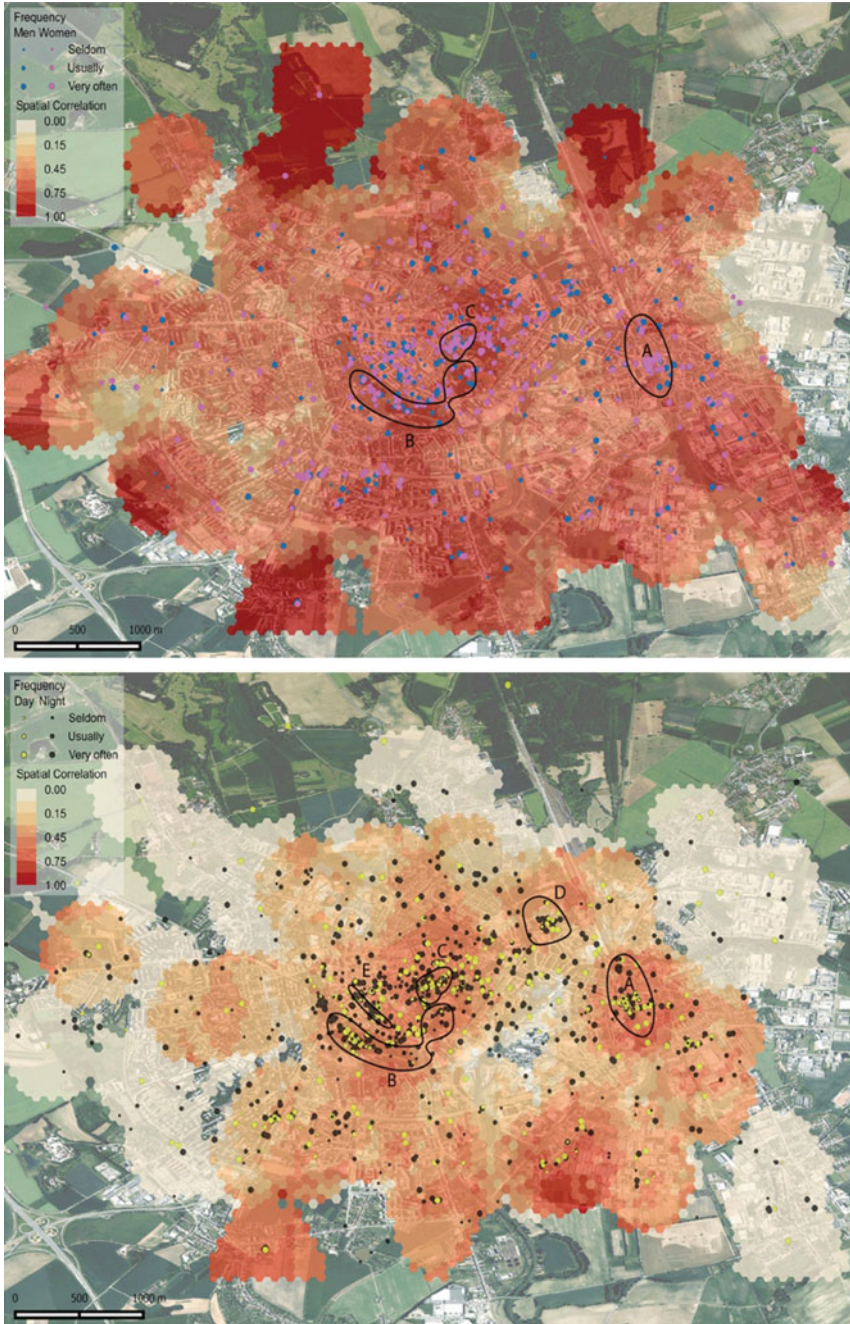 Frequency
Men Women
Seldom
Usually
Very often
Spatial Correlation
0.00
0.15
0.45
0.75
1.00
C
A
B
0 500 1000 m
Frequency
Day Night
Seldom
Usually
Very often
Spatial Correlation
0.00
0.15
0.45
0.75
1.00
D
C
E
A
B
0 500 1000 m